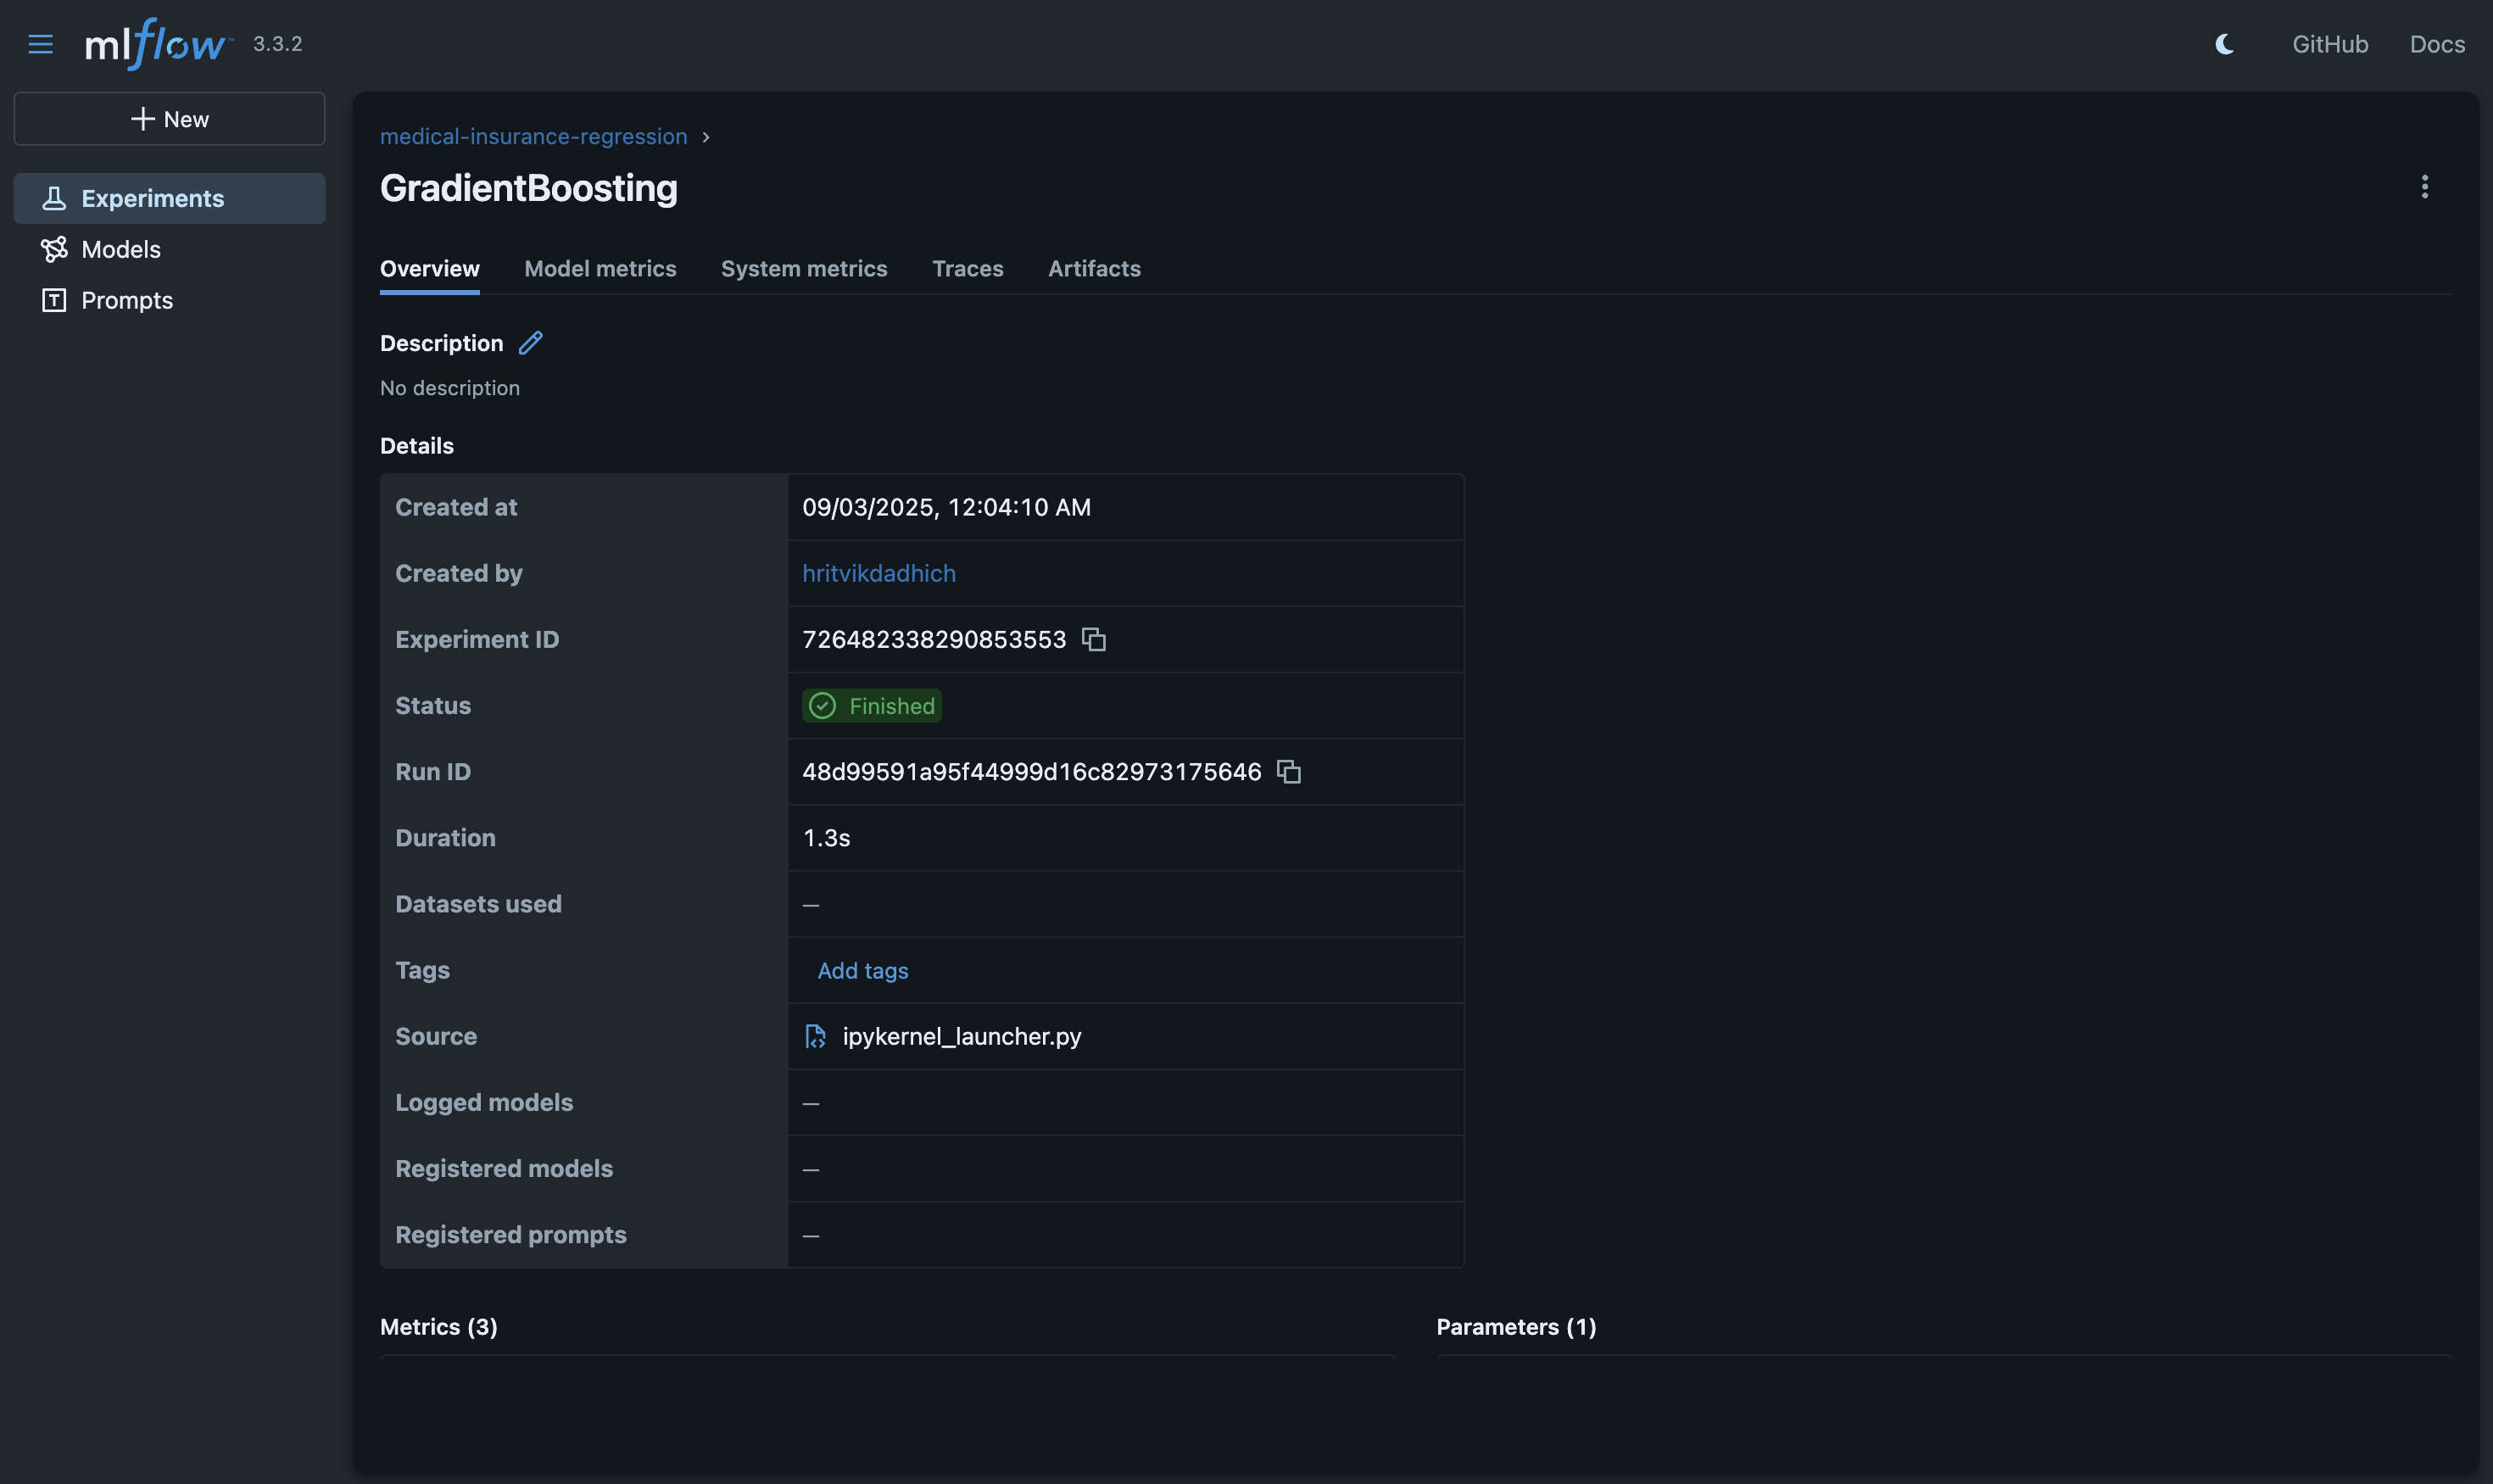 mlflow™ 3.3.2
GitHub
Docs
New
Experiments
Models
Prompts
medical-insurance-regression
GradientBoosting
Overview
Model metrics
System metrics
Traces
Artifacts
Description
No description
Details
Created at 09/03/2025, 12:04:10 AM
Created by hritvikdadhich
Experiment ID 726482338290853553
Status Finished
Run ID 48d99591a95f44999d16c82973175646
Duration 1.3s
Datasets used —
Tags Add tags
Source ipykernel_launcher.py
Logged models —
Registered models —
Registered prompts —
Metrics (3)
Parameters (1)